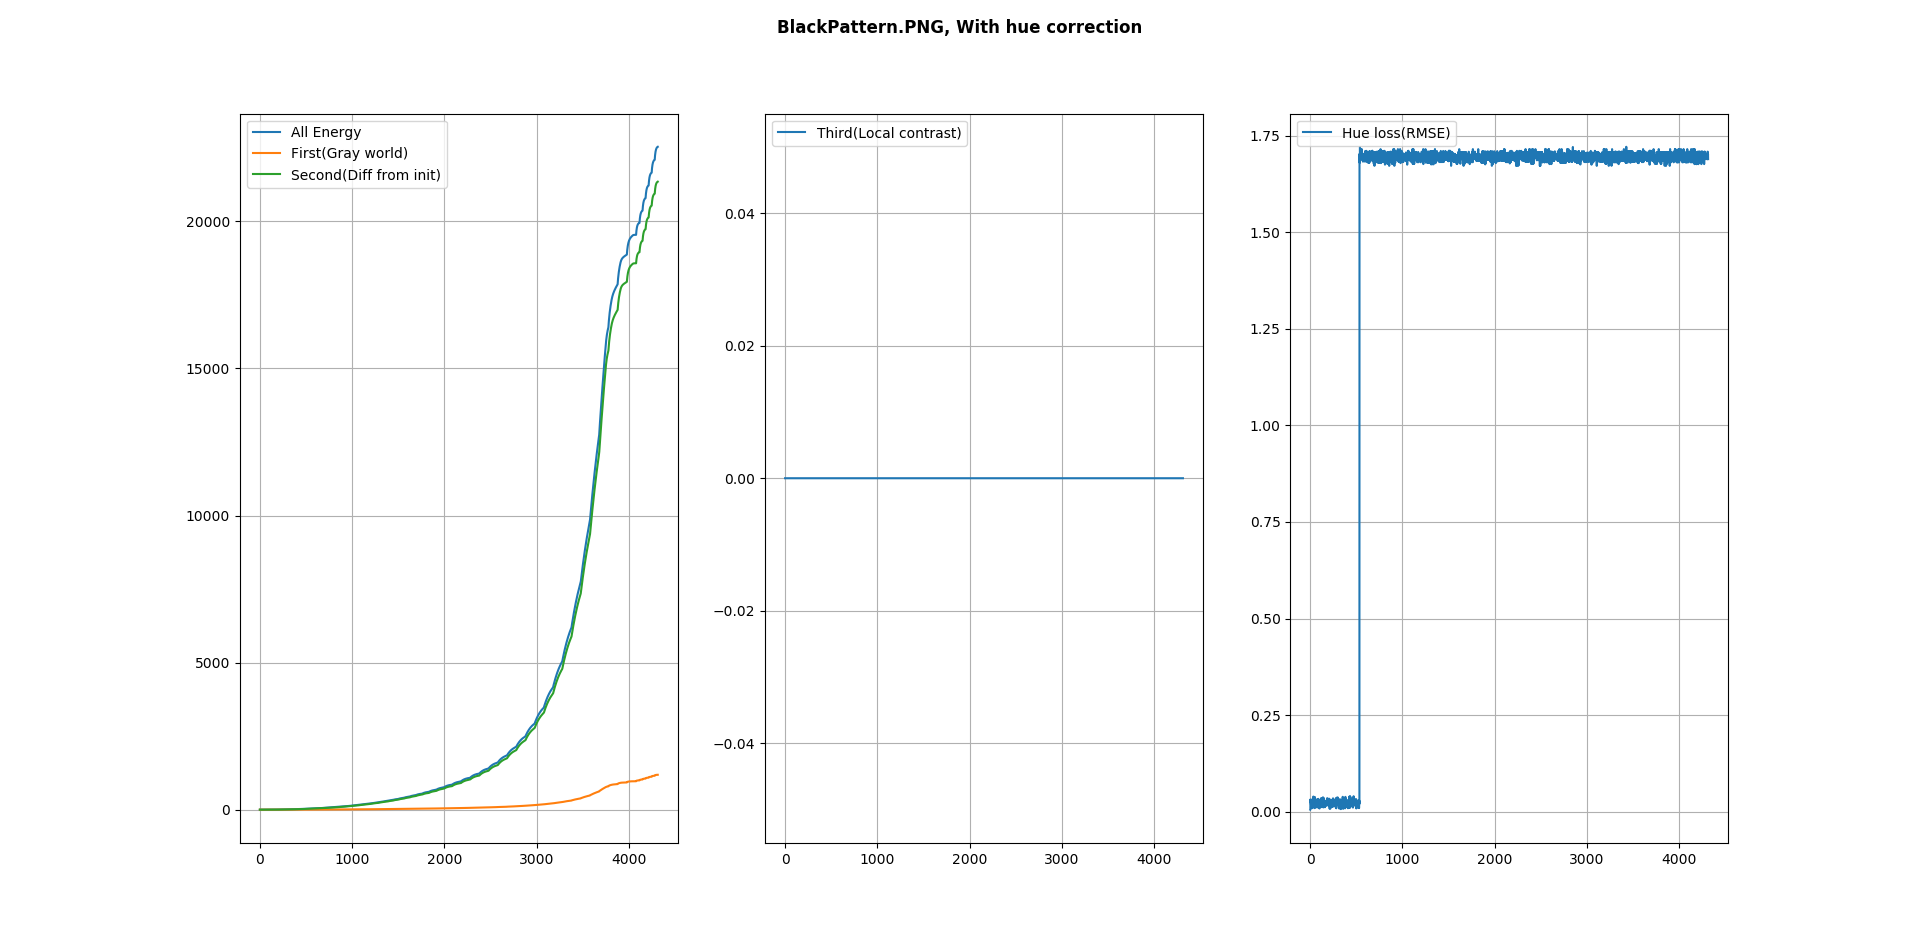 BlackPattern.PNG, With hue correction
All Energy
First(Gray world)
Second(Diff from init)
20000
15000
10000
5000
0
0 1000 2000 3000 4000
Third(Local contrast)
0.04
0.02
0.00
−0.02
−0.04
0 1000 2000 3000 4000
Hue loss(RMSE)
1.75
1.50
1.25
1.00
0.75
0.50
0.25
0.00
0 1000 2000 3000 4000